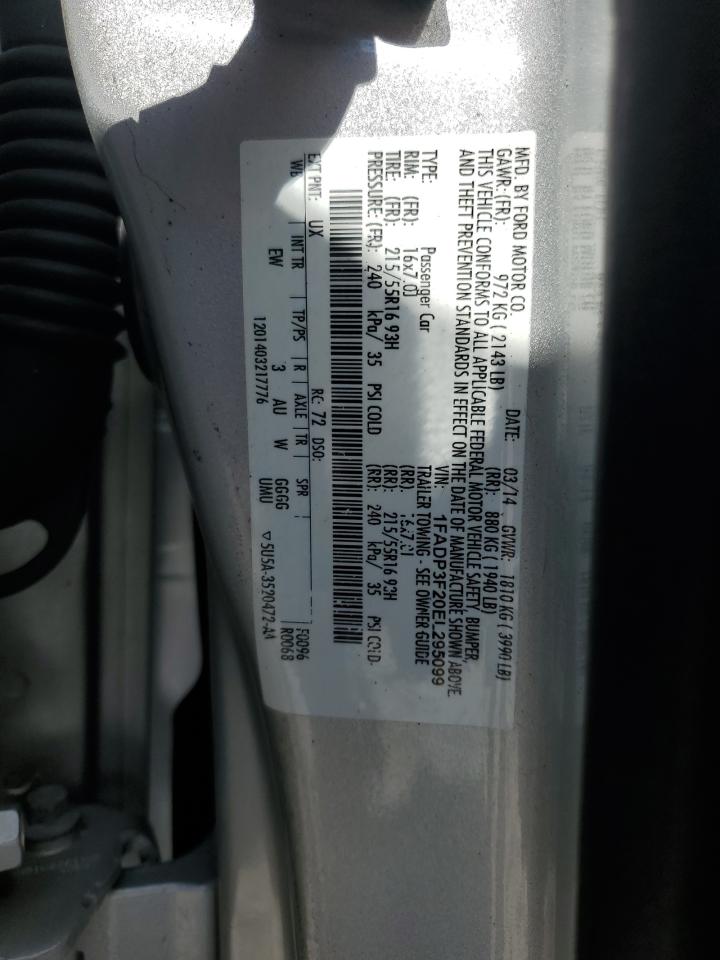 MFD. BY FORD MOTOR CO.
DATE: 03/14 GVWR: 1810 KG ( 3990 LB)
GAWR: (FR): 972 KG ( 2143 LB) (RR): 880 KG ( 1940 LB)
THIS VEHICLE CONFORMS TO ALL APPLICABLE FEDERAL MOTOR VEHICLE SAFETY, BUMPER,
AND THEFT PREVENTION STANDARDS IN EFFECT ON THE DATE OF MANUFACTURE SHOWN ABOVE.
VIN: 1FADP3F20EL295099
TYPE: Passenger Car TRAILER TOWING - SEE OWNER GUIDE
RIM: (FR): 16x7.0J (RR): 16x7.0J
TIRE: (FR): 215/55R16 93H (RR): 215/55R16 93H
PRESSURE: (FR): 240 kPa/ 35 PSI COLD (RR): 240 kPa/ 35 PSI COLD
EXT PNT: UX RC: 72 DSO: F0096
WB INT TR TP/PS R AXLE TR SPR R0068
EW 3 AU W GGGG UMU
1201403217776 ▽5U5A-3520472-AA